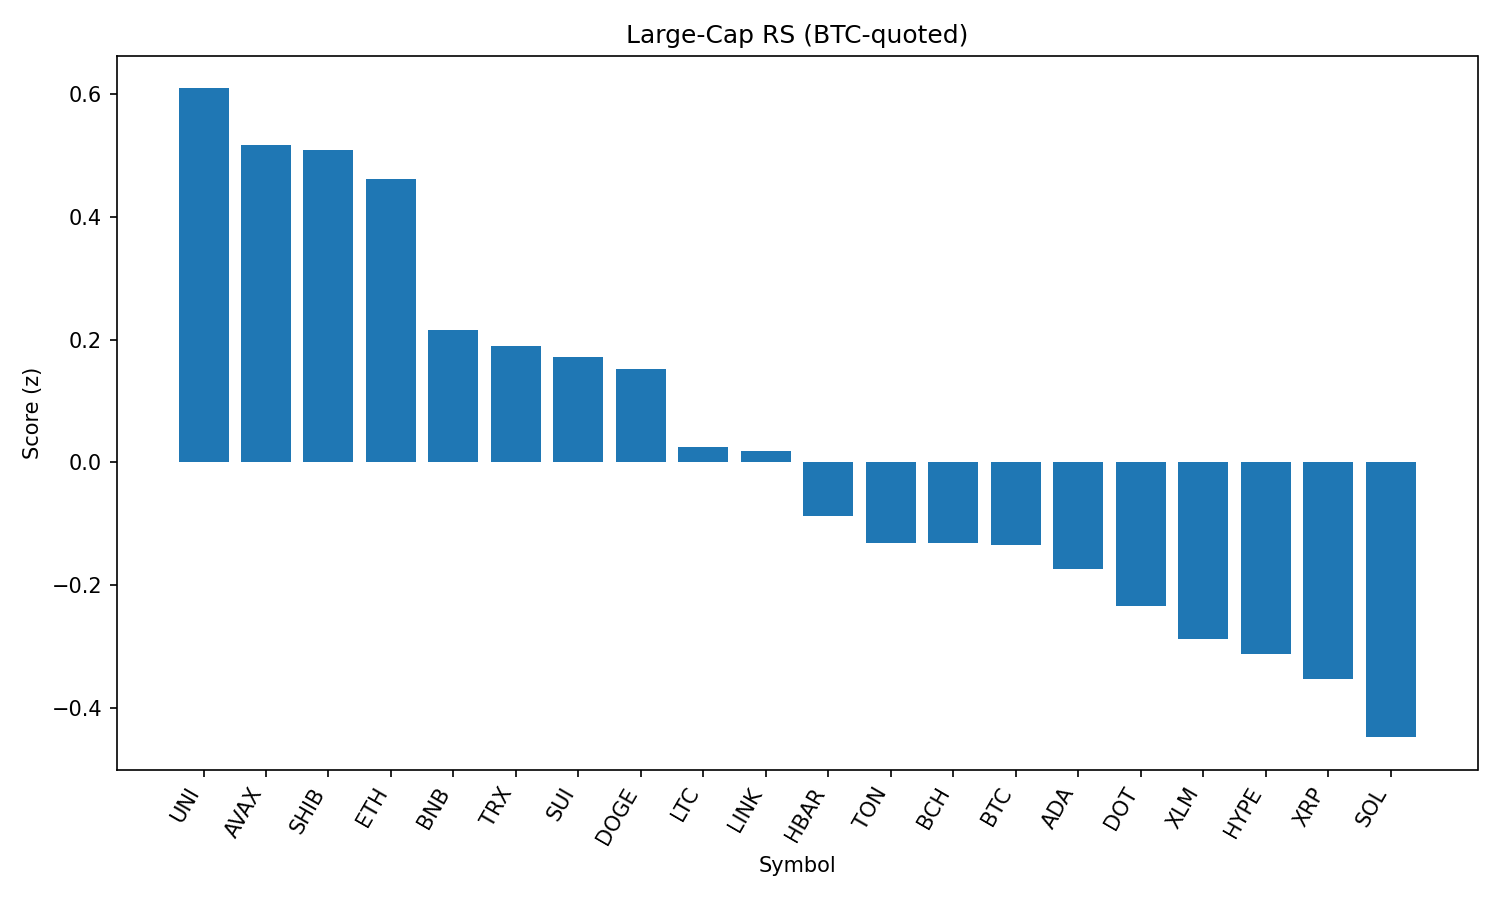 Large-Cap RS (BTC-quoted)
Score (z)
0.6
0.4
0.2
0.0
−0.2
−0.4
UNI
AVAX
SHIB
ETH
BNB
TRX
SUI
DOGE
LTC
LINK
HBAR
TON
BCH
BTC
ADA
DOT
XLM
HYPE
XRP
SOL
Symbol